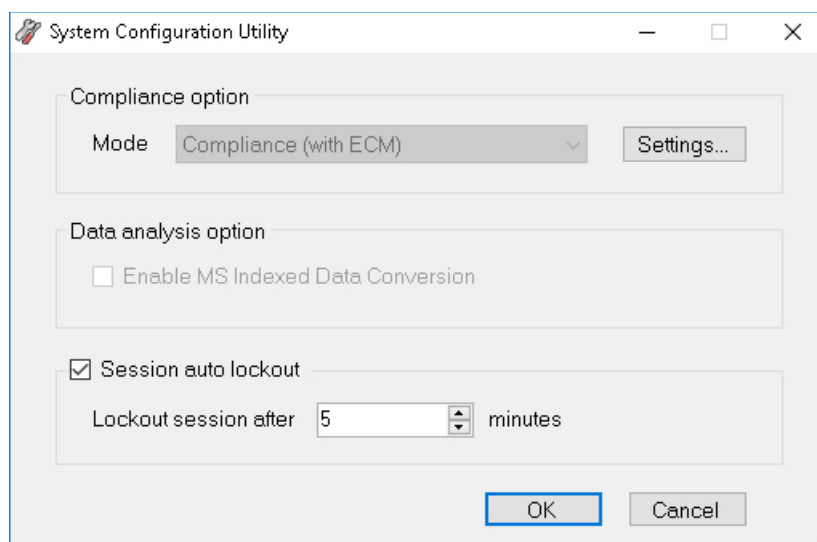 System Configuration Utility
Compliance option
Mode Compliance (with ECM) Settings...
Data analysis option
Enable MS Indexed Data Conversion
Session auto lockout
Lockout session after 5 minutes
OK Cancel